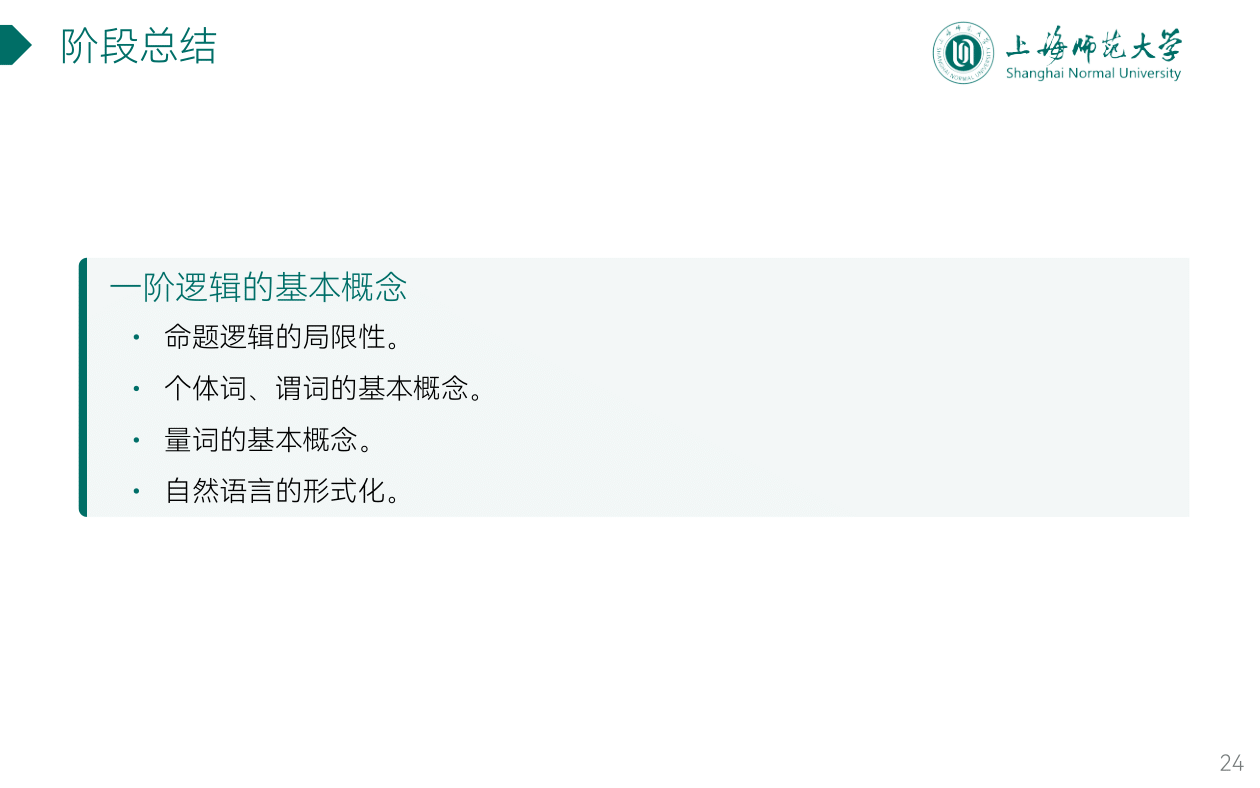 阶段总结
上海师范大学
Shanghai Normal University
一阶逻辑的基本概念
• 命题逻辑的局限性。
• 个体词、谓词的基本概念。
• 量词的基本概念。
• 自然语言的形式化。
24